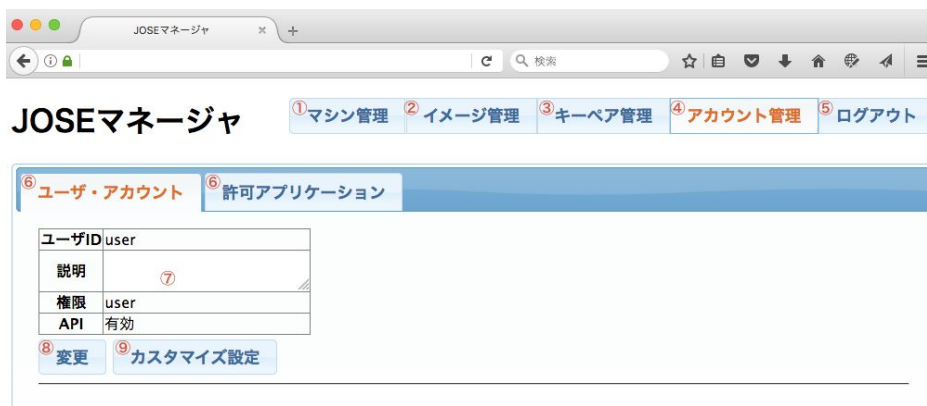 JOSEマネージャ
検索
JOSEマネージャ
①マシン管理 ②イメージ管理 ③キーペア管理 ④アカウント管理 ⑤ログアウト
⑥ユーザ・アカウント ⑥許可アプリケーション
ユーザID user
説明 ⑦
権限 user
API 有効
⑧変更 ⑨カスタマイズ設定